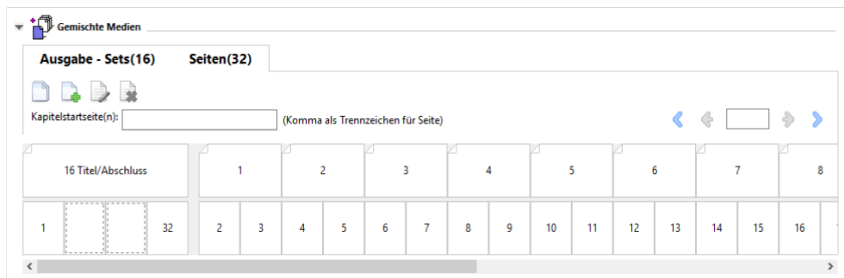 Gemischte Medien
Ausgabe - Sets(16) Seiten(32)
Kapitelstartseite(n): (Komma als Trennzeichen für Seite)
16 Titel/Abschluss 1 2 3 4 5 6 7 8
1 32 2 3 4 5 6 7 8 9 10 11 12 13 14 15 16